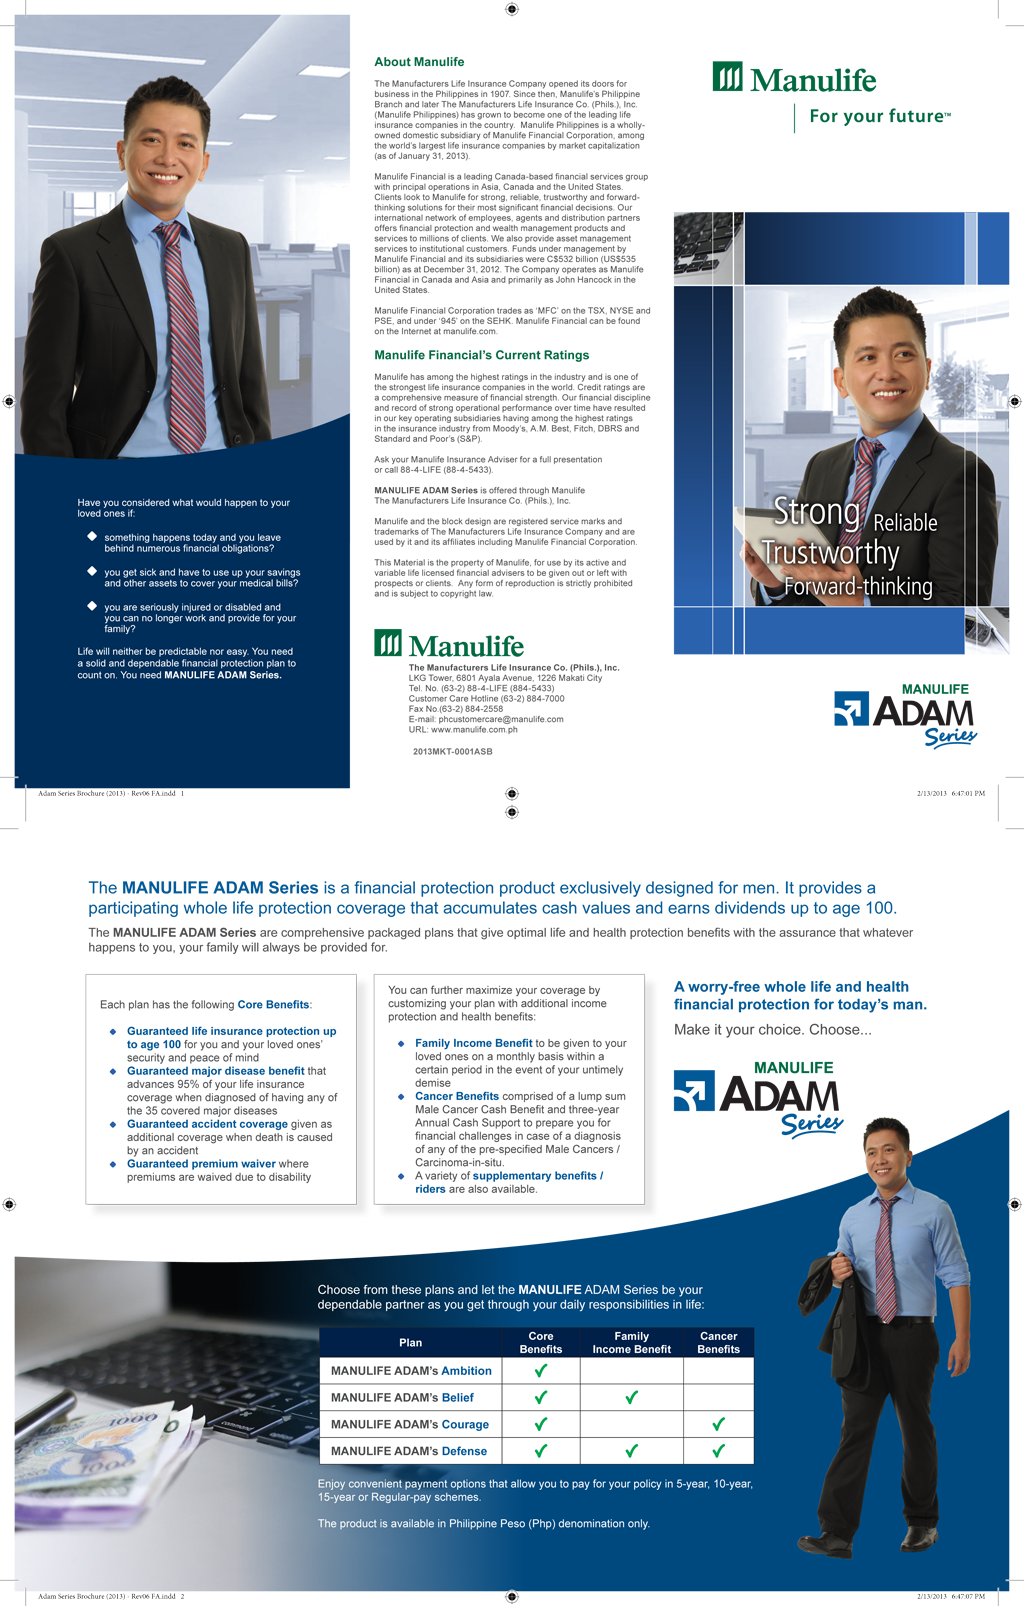 Have you considered what would happen to your
loved ones if:
something happens today and you leave
behind numerous financial obligations?
you get sick and have to use up your savings
and other assets to cover your medical bills?
you are seriously injured or disabled and
you can no longer work and provide for your
family?
Life will neither be predictable nor easy. You need
a solid and dependable financial protection plan to
count on. You need MANULIFE ADAM Series.
About Manulife
The Manufacturers Life Insurance Company opened its doors for
business in the Philippines in 1907. Since then, Manulife's Philippine
Branch and later The Manufacturers Life Insurance Co. (Phils.), Inc.
(Manulife Philippines) has grown to become one of the leading life
insurance companies in the country. Manulife Philippines is a wholly-
owned domestic subsidiary of Manulife Financial Corporation, among
the world's largest life insurance companies by market capitalization
(as of January 31, 2013).
Manulife Financial is a leading Canada-based financial services group
with principal operations in Asia, Canada and the United States.
Clients look to Manulife for strong, reliable, trustworthy and forward-
thinking solutions for their most significant financial decisions. Our
international network of employees, agents and distribution partners
offers financial protection and wealth management products and
services to millions of clients. We also provide asset management
services to institutional customers. Funds under management by
Manulife Financial and its subsidiaries were C$532 billion (US$535
billion) as at December 31, 2012. The Company operates as Manulife
Financial in Canada and Asia and primarily as John Hancock in the
United States.
Manulife Financial Corporation trades as 'MFC' on the TSX, NYSE and
PSE, and under '945' on the SEHK. Manulife Financial can be found
on the Internet at manulife.com.
Manulife Financial's Current Ratings
Manulife has among the highest ratings in the industry and is one of
the strongest life insurance companies in the world. Credit ratings are
a comprehensive measure of financial strength. Our financial discipline
and record of strong operational performance over time have resulted
in our key operating subsidiaries having among the highest ratings
in the insurance industry from Moody's, A.M. Best, Fitch, DBRS and
Standard and Poor's (S&P).
Ask your Manulife Insurance Adviser for a full presentation
or call 88-4-LIFE (88-4-5433).
MANULIFE ADAM Series is offered through Manulife
The Manufacturers Life Insurance Co. (Phils.), Inc.
Manulife and the block design are registered service marks and
trademarks of The Manufacturers Life Insurance Company and are
used by it and its affiliates including Manulife Financial Corporation.
This Material is the property of Manulife, for use by its active and
variable life licensed financial advisers to be given out or left with
prospects or clients. Any form of reproduction is strictly prohibited
and is subject to copyright law.
Manulife
The Manufacturers Life Insurance Co. (Phils.), Inc.
LKG Tower, 6801 Ayala Avenue, 1226 Makati City
Tel. No. (63-2) 88-4-LIFE (884-5433)
Customer Care Hotline (63-2) 884-7000
Fax No.(63-2) 884-2558
E-mail: phcustomercare@manulife.com
URL: www.manulife.com.ph
2013MKT-0001ASB
Manulife
For your future™
Strong Reliable
Trustworthy
Forward-thinking
MANULIFE
ADAM
Series
Adam Series Brochure (2013) - Rev06 FA.indd 1
2/13/2013 6:47:01 PM
The MANULIFE ADAM Series is a financial protection product exclusively designed for men. It provides a
participating whole life protection coverage that accumulates cash values and earns dividends up to age 100.
The MANULIFE ADAM Series are comprehensive packaged plans that give optimal life and health protection benefits with the assurance that whatever
happens to you, your family will always be provided for.
Each plan has the following Core Benefits:
Guaranteed life insurance protection up
to age 100 for you and your loved ones'
security and peace of mind
Guaranteed major disease benefit that
advances 95% of your life insurance
coverage when diagnosed of having any of
the 35 covered major diseases
Guaranteed accident coverage given as
additional coverage when death is caused
by an accident
Guaranteed premium waiver where
premiums are waived due to disability
You can further maximize your coverage by
customizing your plan with additional income
protection and health benefits:
Family Income Benefit to be given to your
loved ones on a monthly basis within a
certain period in the event of your untimely
demise
Cancer Benefits comprised of a lump sum
Male Cancer Cash Benefit and three-year
Annual Cash Support to prepare you for
financial challenges in case of a diagnosis
of any of the pre-specified Male Cancers /
Carcinoma-in-situ.
A variety of supplementary benefits /
riders are also available.
A worry-free whole life and health
financial protection for today's man.
Make it your choice. Choose...
MANULIFE
ADAM
Series
Choose from these plans and let the MANULIFE ADAM Series be your
dependable partner as you get through your daily responsibilities in life:
Plan Core Benefits Family Income Benefit Cancer Benefits
MANULIFE ADAM's Ambition ✓
MANULIFE ADAM's Belief ✓ ✓
MANULIFE ADAM's Courage ✓ ✓
MANULIFE ADAM's Defense ✓ ✓ ✓
Enjoy convenient payment options that allow you to pay for your policy in 5-year, 10-year,
15-year or Regular-pay schemes.
The product is available in Philippine Peso (Php) denomination only.
1000
1000
Adam Series Brochure (2013) - Rev06 FA.indd 2
2/13/2013 6:47:07 PM